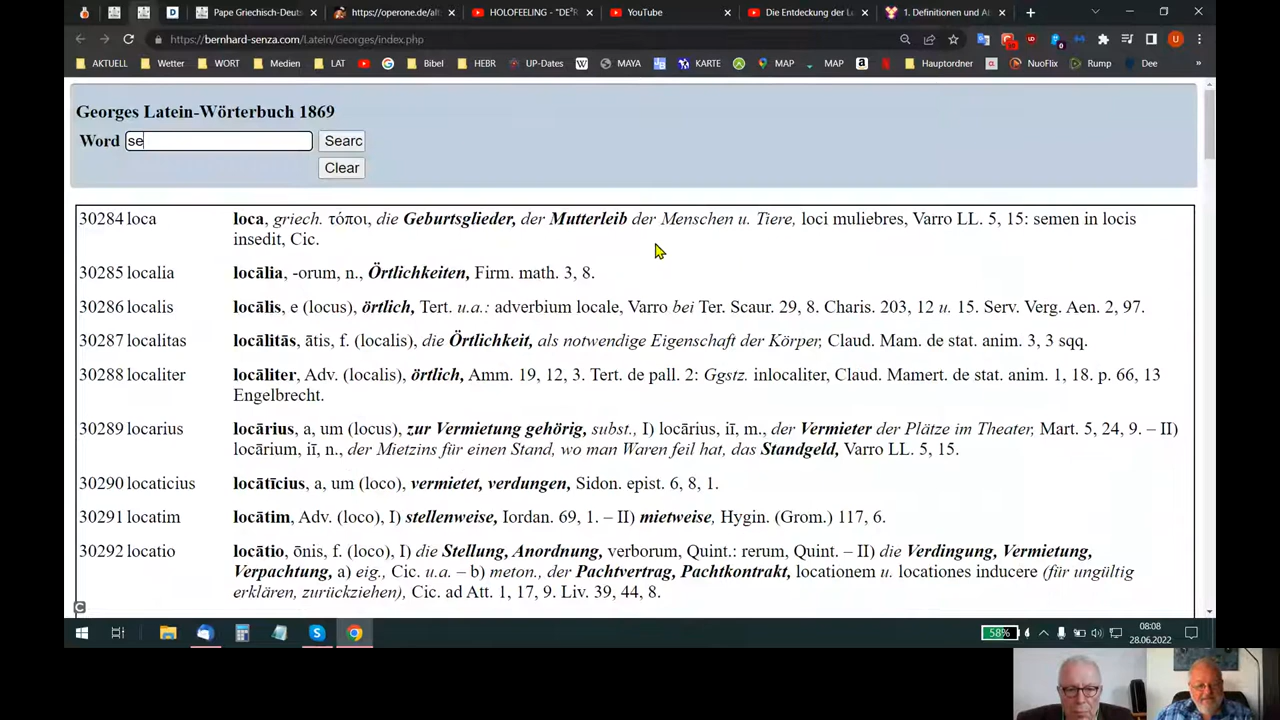 Pape Griechisch-Deuts
https://operone.de/alt
HOLOFEELING - "DE²R
YouTube
Die Entdeckung der L
1. Definitionen und A
https://bernhard-senza.com/Latein/Georges/index.php
AKTUELL Wetter WORT Medien LAT Bibel HEBR UP-Dates MAYA KARTE MAP MAP Hauptordner NuoFlix Rump Dee »
Georges Latein-Wörterbuch 1869
Word se Searc
Clear
30284 loca loca, griech. τόποι, die Geburtsglieder, der Mutterleib der Menschen u. Tiere, loci muliebres, Varro LL. 5, 15: semen in locis
insedit, Cic.
30285 localia locālia, -orum, n., Örtlichkeiten, Firm. math. 3, 8.
30286 localis locālis, e (locus), örtlich, Tert. u.a.: adverbium locale, Varro bei Ter. Scaur. 29, 8. Charis. 203, 12 u. 15. Serv. Verg. Aen. 2, 97.
30287 localitas locālitās, ātis, f. (localis), die Örtlichkeit, als notwendige Eigenschaft der Körper, Claud. Mam. de stat. anim. 3, 3 sqq.
30288 localiter locāliter, Adv. (localis), örtlich, Amm. 19, 12, 3. Tert. de pall. 2: Ggstz. inlocaliter, Claud. Mamert. de stat. anim. 1, 18. p. 66, 13
Engelbrecht.
30289 locarius locārius, a, um (locus), zur Vermietung gehörig, subst., I) locārius, iī, m., der Vermieter der Plätze im Theater, Mart. 5, 24, 9. – II)
locārium, iī, n., der Mietzins für einen Stand, wo man Waren feil hat, das Standgeld, Varro LL. 5, 15.
30290 locaticius locātīcius, a, um (loco), vermietet, verdungen, Sidon. epist. 6, 8, 1.
30291 locatim locātim, Adv. (loco), I) stellenweise, Iordan. 69, 1. – II) mietweise, Hygin. (Grom.) 117, 6.
30292 locatio locātio, ōnis, f. (loco), I) die Stellung, Anordnung, verborum, Quint.: rerum, Quint. – II) die Verdingung, Vermietung,
Verpachtung, a) eig., Cic. u.a. – b) meton., der Pachtvertrag, Pachtkontrakt, locationem u. locationes inducere (für ungültig
erklären, zurückziehen), Cic. ad Att. 1, 17, 9. Liv. 39, 44, 8.
58%
08:08
28.06.2022